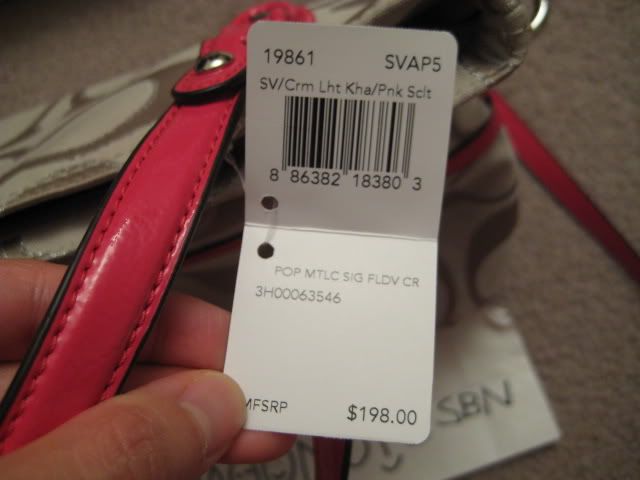 19861 SVAP5
SV/Crm Lht Kha/Pnk Sclt
8 86382 18380 3
POP MTLC SIG FLDV CR
3H00063546
MFSRP $198.00
SBN